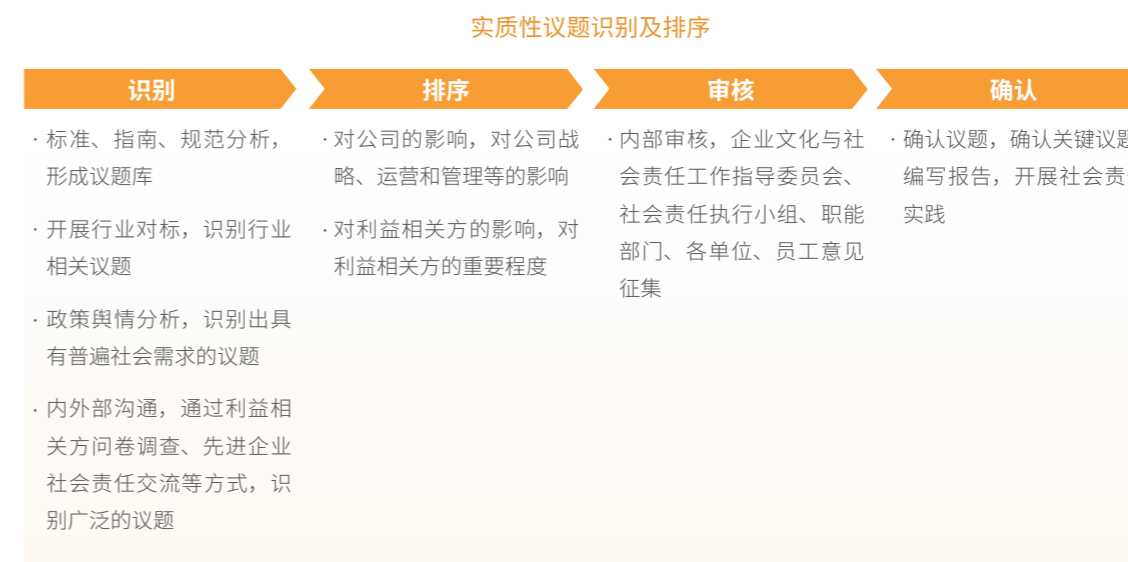 实质性议题识别及排序
识别
· 标准、指南、规范分析，
形成议题库
· 开展行业对标，识别行业
相关议题
· 政策舆情分析，识别出具
有普遍社会需求的议题
· 内外部沟通，通过利益相
关方问卷调查、先进企业
社会责任交流等方式，识
别广泛的议题
排序
· 对公司的影响，对公司战
略、运营和管理等的影响
· 对利益相关方的影响，对
利益相关方的重要程度
审核
· 内部审核，企业文化与社
会责任工作指导委员会、
社会责任执行小组、职能
部门、各单位、员工意见
征集
确认
· 确认议题，确认关键议题
编写报告，开展社会责
实践